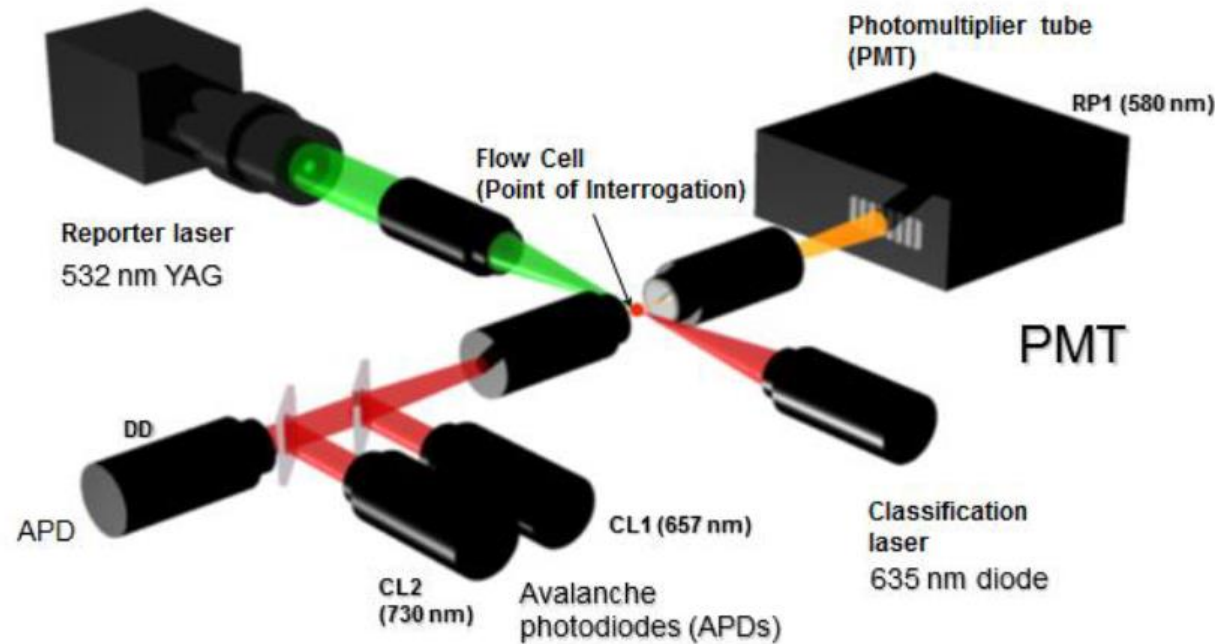 Photomultiplier tube
(PMT)
RP1 (580 nm)
Flow Cell
(Point of Interrogation)
Reporter laser
532 nm YAG
PMT
DD
APD
CL1 (657 nm)
CL2
(730 nm)
Avalanche
photodiodes (APDs)
Classification
laser
635 nm diode